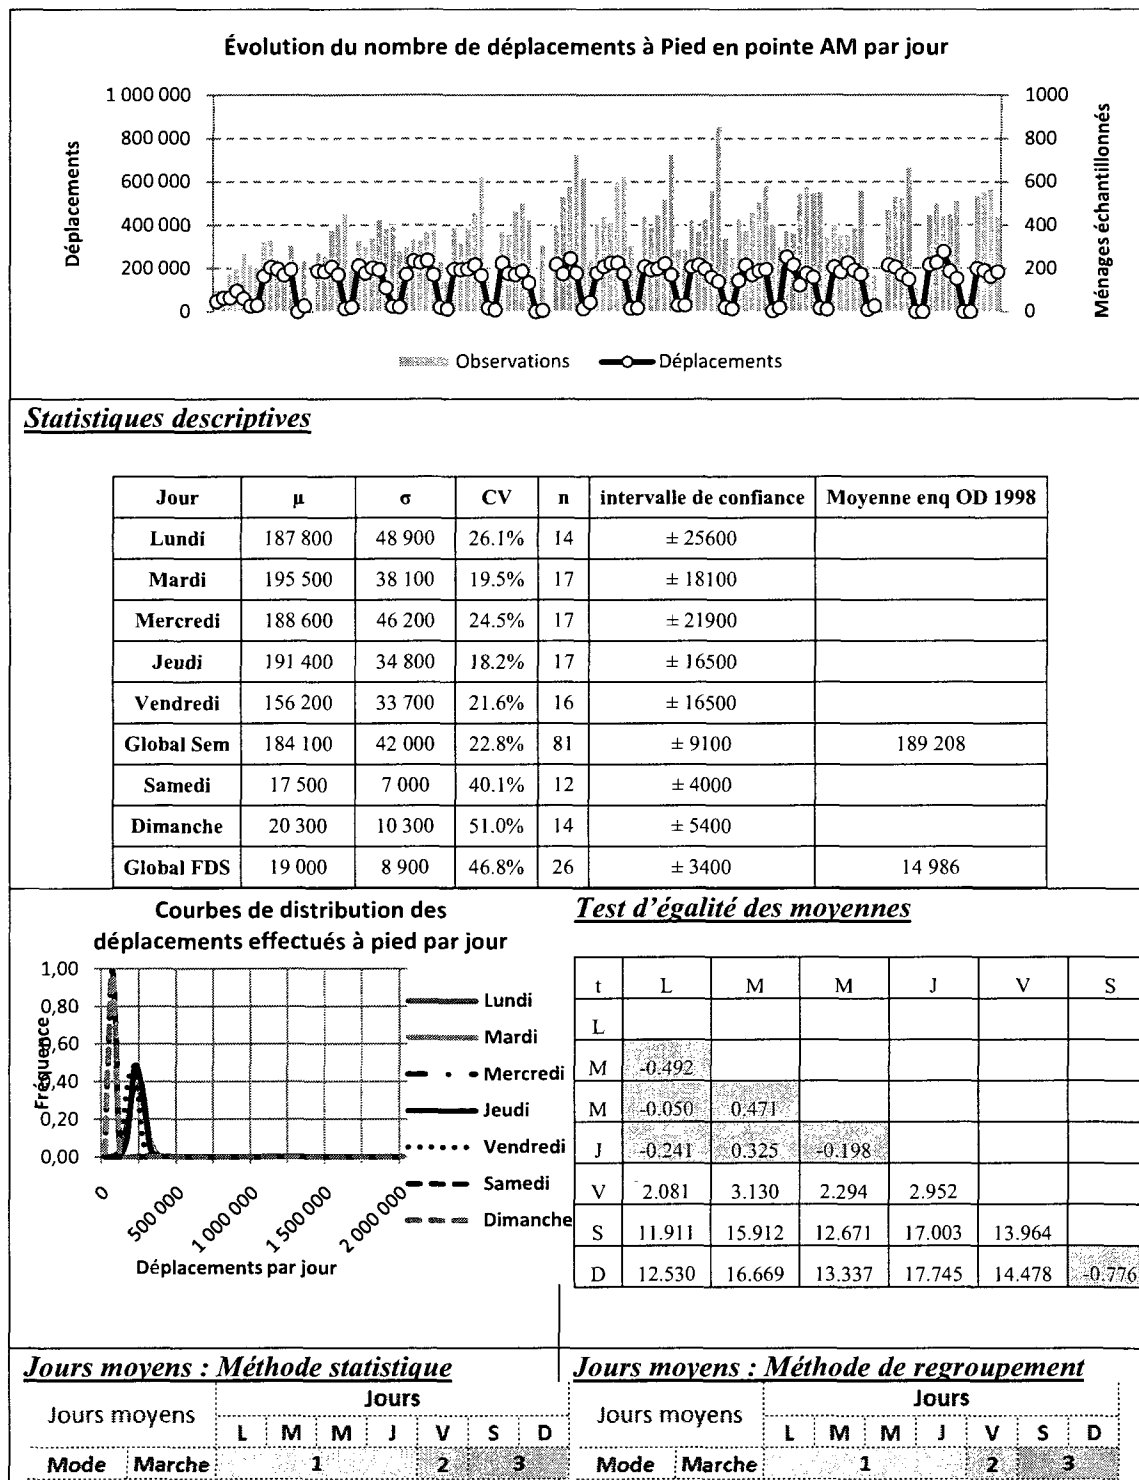 Évolution du nombre de déplacements à Pied en pointe AM par jour
1 000 000
800 000
600 000
400 000
200 000
0
Déplacements
1000
800
600
400
200
0
Ménages échantillonnés
Observations Déplacements
Statistiques descriptives
Jour μ σ CV n intervalle de confiance Moyenne enq OD 1998
Lundi 187 800 48 900 26.1% 14 ± 25600
Mardi 195 500 38 100 19.5% 17 ± 18100
Mercredi 188 600 46 200 24.5% 17 ± 21900
Jeudi 191 400 34 800 18.2% 17 ± 16500
Vendredi 156 200 33 700 21.6% 16 ± 16500
Global Sem 184 100 42 000 22.8% 81 ± 9100 189 208
Samedi 17 500 7 000 40.1% 12 ± 4000
Dimanche 20 300 10 300 51.0% 14 ± 5400
Global FDS 19 000 8 900 46.8% 26 ± 3400 14 986
Courbes de distribution des
déplacements effectués à pied par jour
1,00
0,80
0,60
0,40
0,20
0,00
Fréquence
0
500 000
1 000 000
1 500 000
2 000 000
Déplacements par jour
Lundi
Mardi
Mercredi
Jeudi
Vendredi
Samedi
Dimanche
Test d'égalité des moyennes
t L M M J V S
L
M -0.492
M -0.050 0.471
J -0.241 0.325 -0.198
V 2.081 3.130 2.294 2.952
S 11.911 15.912 12.671 17.003 13.964
D 12.530 16.669 13.337 17.745 14.478 -0.776
Jours moyens : Méthode statistique
Jours moyens Jours
L M M J V S D
Mode Marche 1 2 3
Jours moyens : Méthode de regroupement
Jours moyens Jours
L M M J V S D
Mode Marche 1 2 3